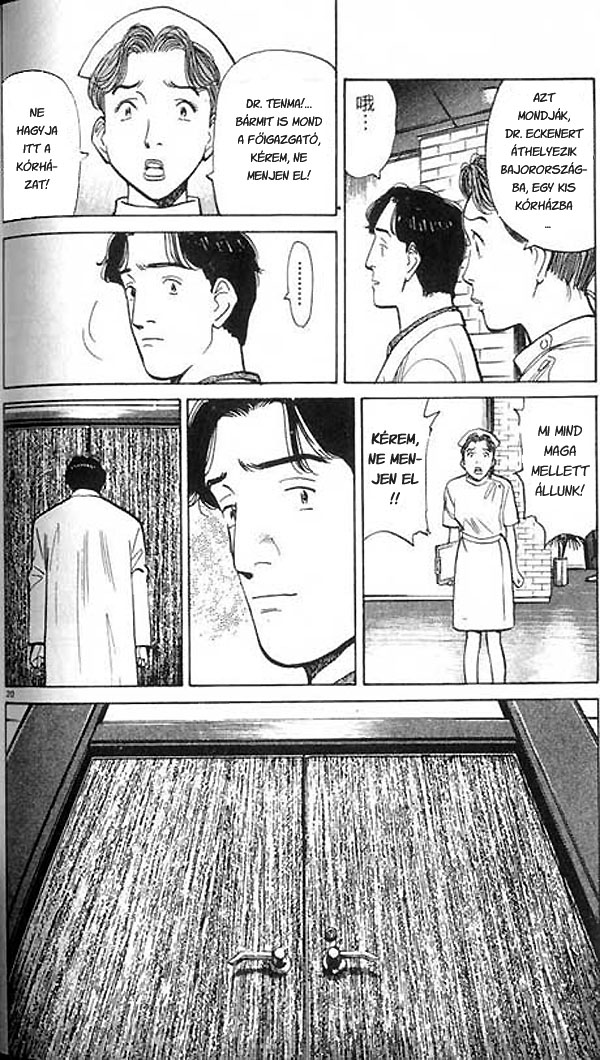 AZT
MONDJÁK,
DR. ECKENERT
ÁTHELYEZIK
BAJORORSZÁG-
BA, EGY KIS
KÓRHÁZBA
...
哦
……
DR. TENMA!...
BÁRMIT IS MOND
A FŐIGAZGATÓ,
KÉREM, NE
MENJEN EL!
NE
HAGYJA
ITT A
KÓRHÁ-
ZAT!
………
MI MIND
MAGA
MELLETT
ÁLLUNK!
KÉREM,
NE MEN-
JEN EL
!!
20